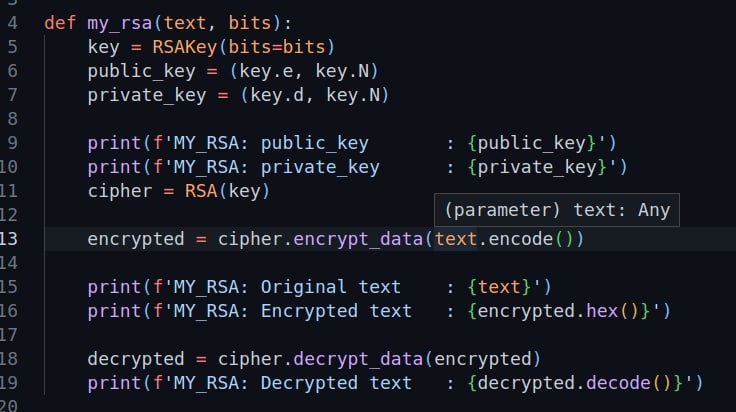 4 def my_rsa(text, bits):
5     key = RSAKey(bits=bits)
6     public_key = (key.e, key.N)
7     private_key = (key.d, key.N)
8
9     print(f'MY_RSA: public_key       : {public_key}')
10     print(f'MY_RSA: private_key      : {private_key}')
11     cipher = RSA(key)
(parameter) text: Any
12
13     encrypted = cipher.encrypt_data(text.encode())
14
15     print(f'MY_RSA: Original text    : {text}')
16     print(f'MY_RSA: Encrypted text   : {encrypted.hex()}')
17
18     decrypted = cipher.decrypt_data(encrypted)
19     print(f'MY_RSA: Decrypted text   : {decrypted.decode()}')
20